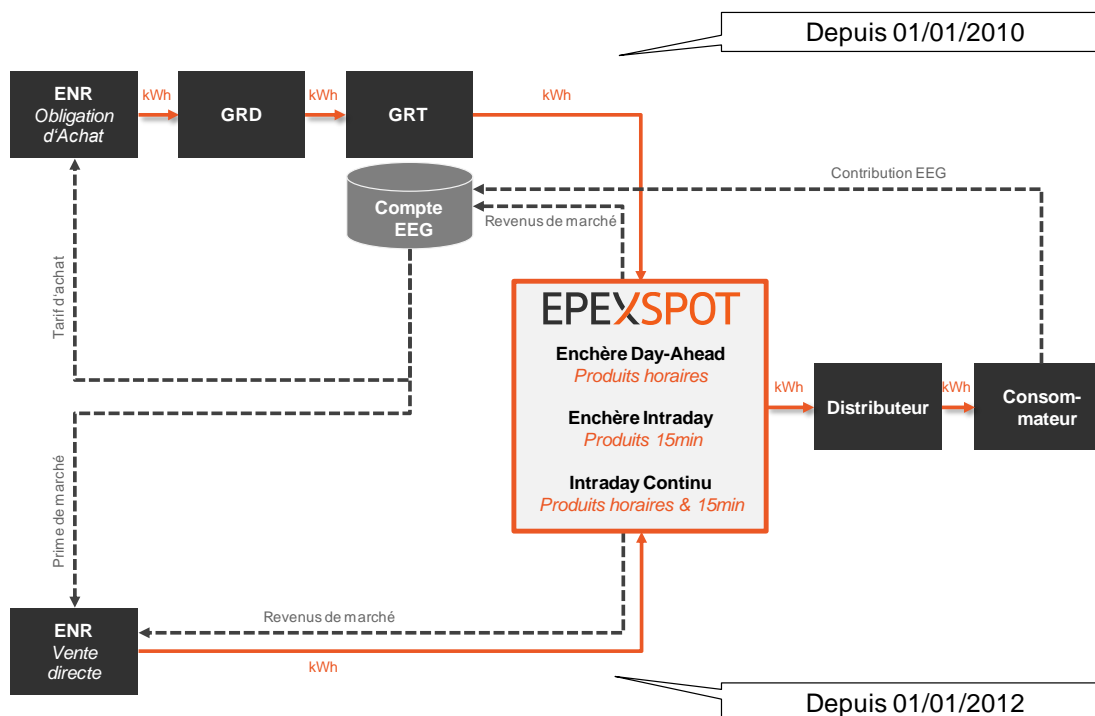 Depuis 01/01/2010
ENR
Obligation
d'Achat
kWh
GRD
kWh
GRT
kWh
Compte
EEG
Contribution EEG
Revenus de marché
Tarif d'achat
EPEXSPOT
Enchère Day-Ahead
Produits horaires
Enchère Intraday
Produits 15min
Intraday Continu
Produits horaires & 15min
kWh
Distributeur
kWh
Consom-
mateur
Prime de marché
ENR
Vente
directe
Revenus de marché
kWh
Depuis 01/01/2012